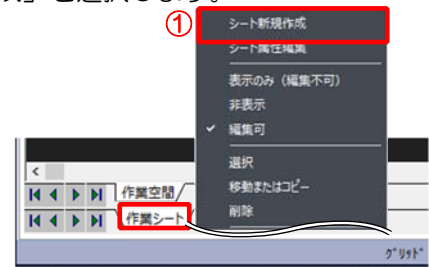 」を選択します。
①
シート新規作成
シート属性編集
表示のみ（編集不可）
非表示
✓ 編集可
選択
移動またはコピー
削除
作業空間
作業シート
ｸﾞﾘｯﾄﾞ